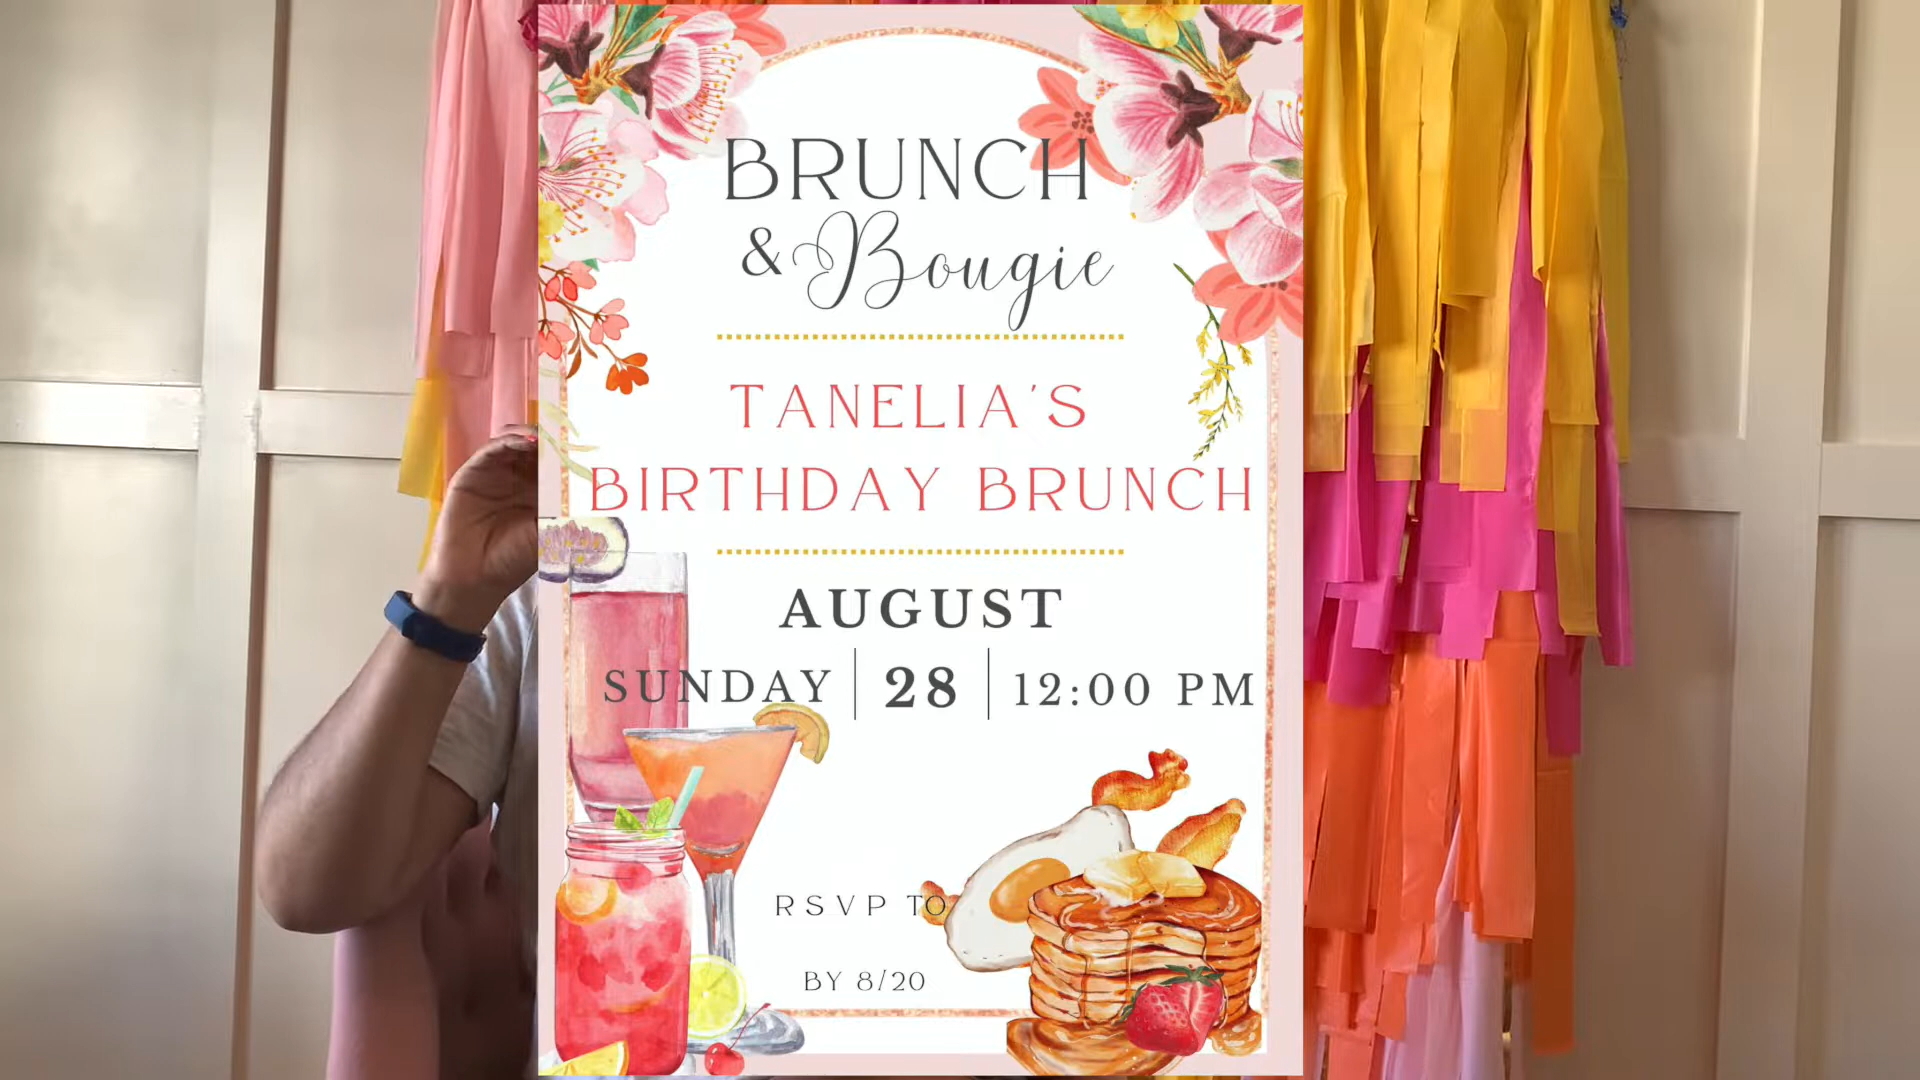 BRUNCH
& Bougie
TANELIA'S
BIRTHDAY BRUNCH
AUGUST
SUNDAY 28 12:00 PM
RSVP TO
BY 8/20